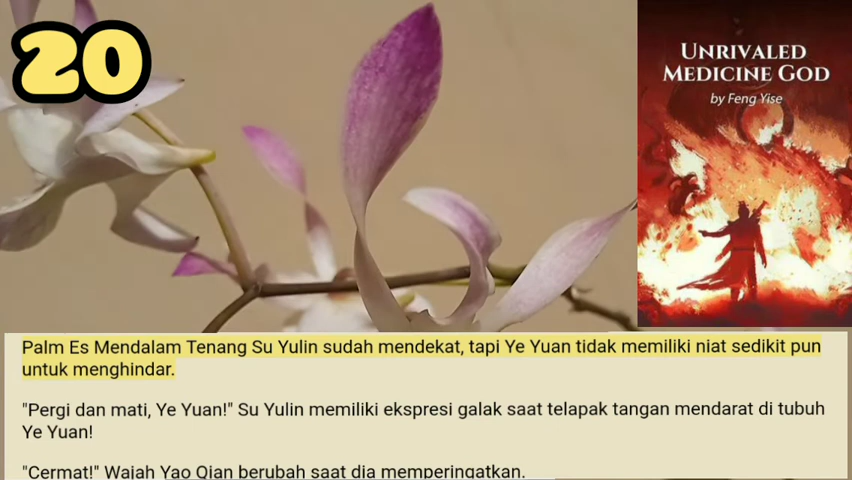 20
UNRIVALED
MEDICINE GOD
by Feng Yise
Palm Es Mendalam Tenang Su Yulin sudah mendekat, tapi Ye Yuan tidak memiliki niat sedikit pun
untuk menghindar.
"Pergi dan mati, Ye Yuan!" Su Yulin memiliki ekspresi galak saat telapak tangan mendarat di tubuh
Ye Yuan!
"Cermat!" Wajah Yao Qian berubah saat dia memperingatkan.